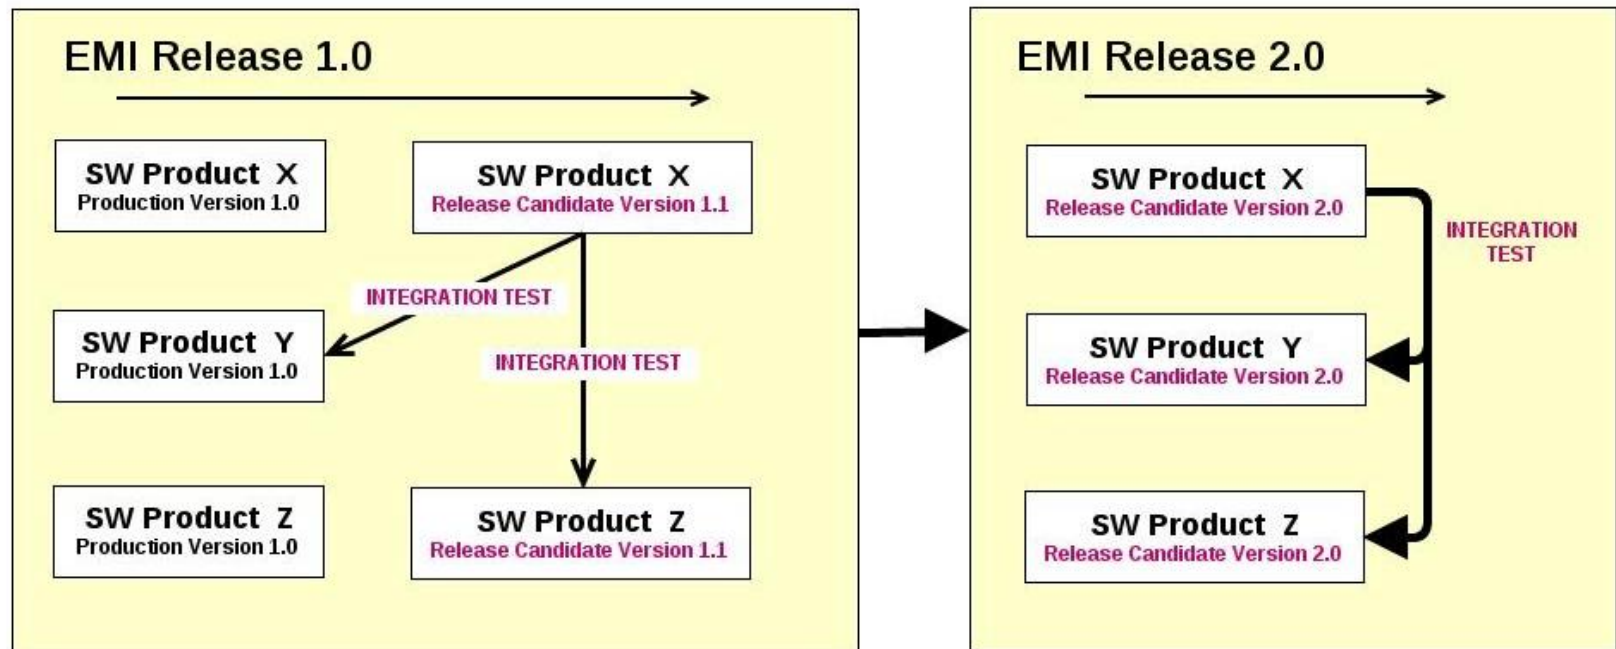 EMI Release 1.0
SW Product X
Production Version 1.0
SW Product X
Release Candidate Version 1.1
INTEGRATION TEST
SW Product Y
Production Version 1.0
INTEGRATION TEST
SW Product Z
Production Version 1.0
SW Product Z
Release Candidate Version 1.1
EMI Release 2.0
SW Product X
Release Candidate Version 2.0
INTEGRATION
TEST
SW Product Y
Release Candidate Version 2.0
SW Product Z
Release Candidate Version 2.0